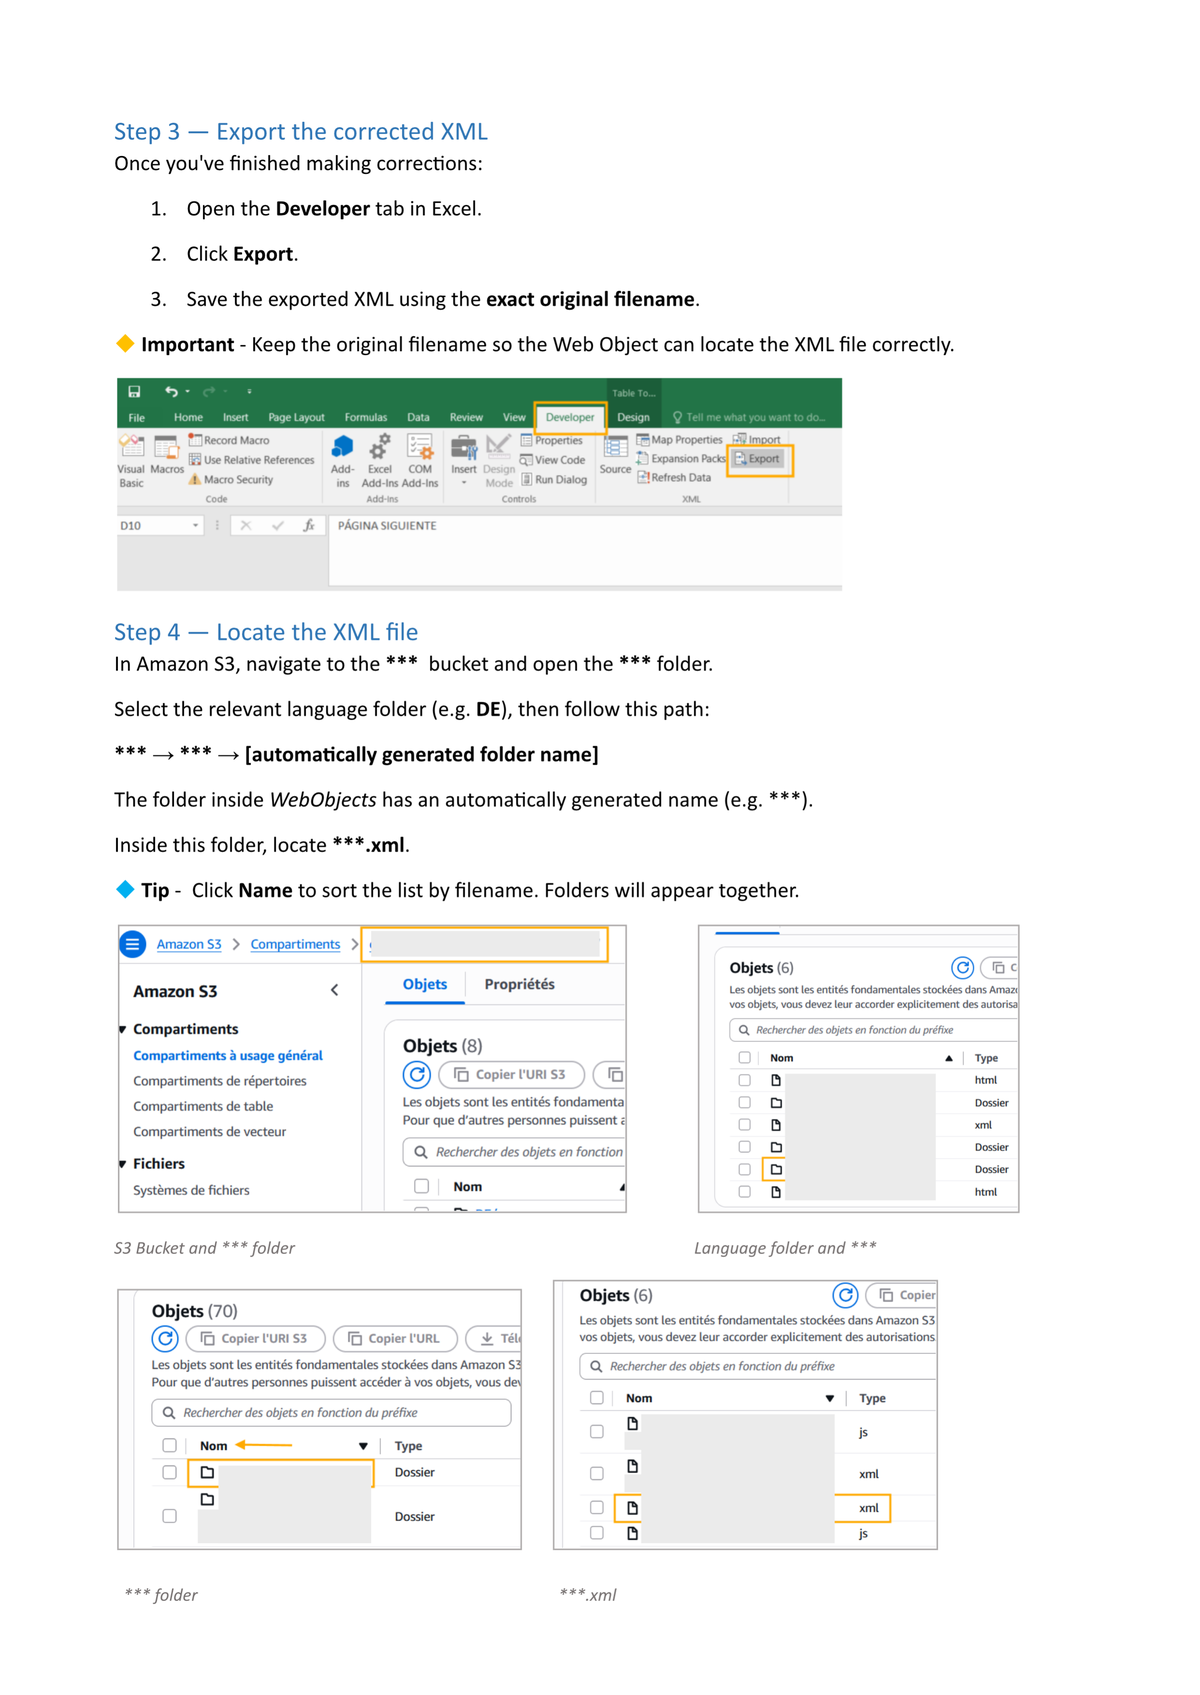 Step 3 — Export the corrected XML
Once you've finished making corrections:
1. Open the Developer tab in Excel.
2. Click Export.
3. Save the exported XML using the exact original filename.
Important - Keep the original filename so the Web Object can locate the XML file correctly.
Table To...
File Home Insert Page Layout Formulas Data Review View Developer Design Tell me what you want to do...
Visual Basic
Macros
Record Macro
Use Relative References
Macro Security
Code
Add-ins
Excel Add-Ins
COM Add-Ins
Add-Ins
Insert
Design Mode
Properties
View Code
Run Dialog
Controls
Source
Map Properties
Expansion Packs
Refresh Data
Import
Export
XML
D10
fx
PÁGINA SIGUIENTE
Step 4 — Locate the XML file
In Amazon S3, navigate to the *** bucket and open the *** folder.
Select the relevant language folder (e.g. DE), then follow this path:
*** → *** → [automatically generated folder name]
The folder inside WebObjects has an automatically generated name (e.g. ***).
Inside this folder, locate ***.xml.
Tip - Click Name to sort the list by filename. Folders will appear together.
Amazon S3 > Compartiments >
Amazon S3
Compartiments
Compartiments à usage général
Compartiments de répertoires
Compartiments de table
Compartiments de vecteur
Fichiers
Systèmes de fichiers
Objets Propriétés
Objets (8)
Copier l'URI S3
Les objets sont les entités fondamenta
Pour que d'autres personnes puissent a
Rechercher des objets en fonction
Nom
Objets (6)
C
Les objets sont les entités fondamentales stockées dans Amaz
vos objets, vous devez leur accorder explicitement des autorisa
Rechercher des objets en fonction du préfixe
Nom Type
html
Dossier
xml
Dossier
Dossier
html
S3 Bucket and *** folder
Language folder and ***
Objets (70)
Copier l'URI S3 Copier l'URL Tél
Les objets sont les entités fondamentales stockées dans Amazon S3
Pour que d'autres personnes puissent accéder à vos objets, vous dev
Rechercher des objets en fonction du préfixe
Nom Type
Dossier
Dossier
Objets (6)
Copier
Les objets sont les entités fondamentales stockées dans Amazon S3
vos objets, vous devez leur accorder explicitement des autorisations
Rechercher des objets en fonction du préfixe
Nom Type
js
xml
xml
js
*** folder
***.xml